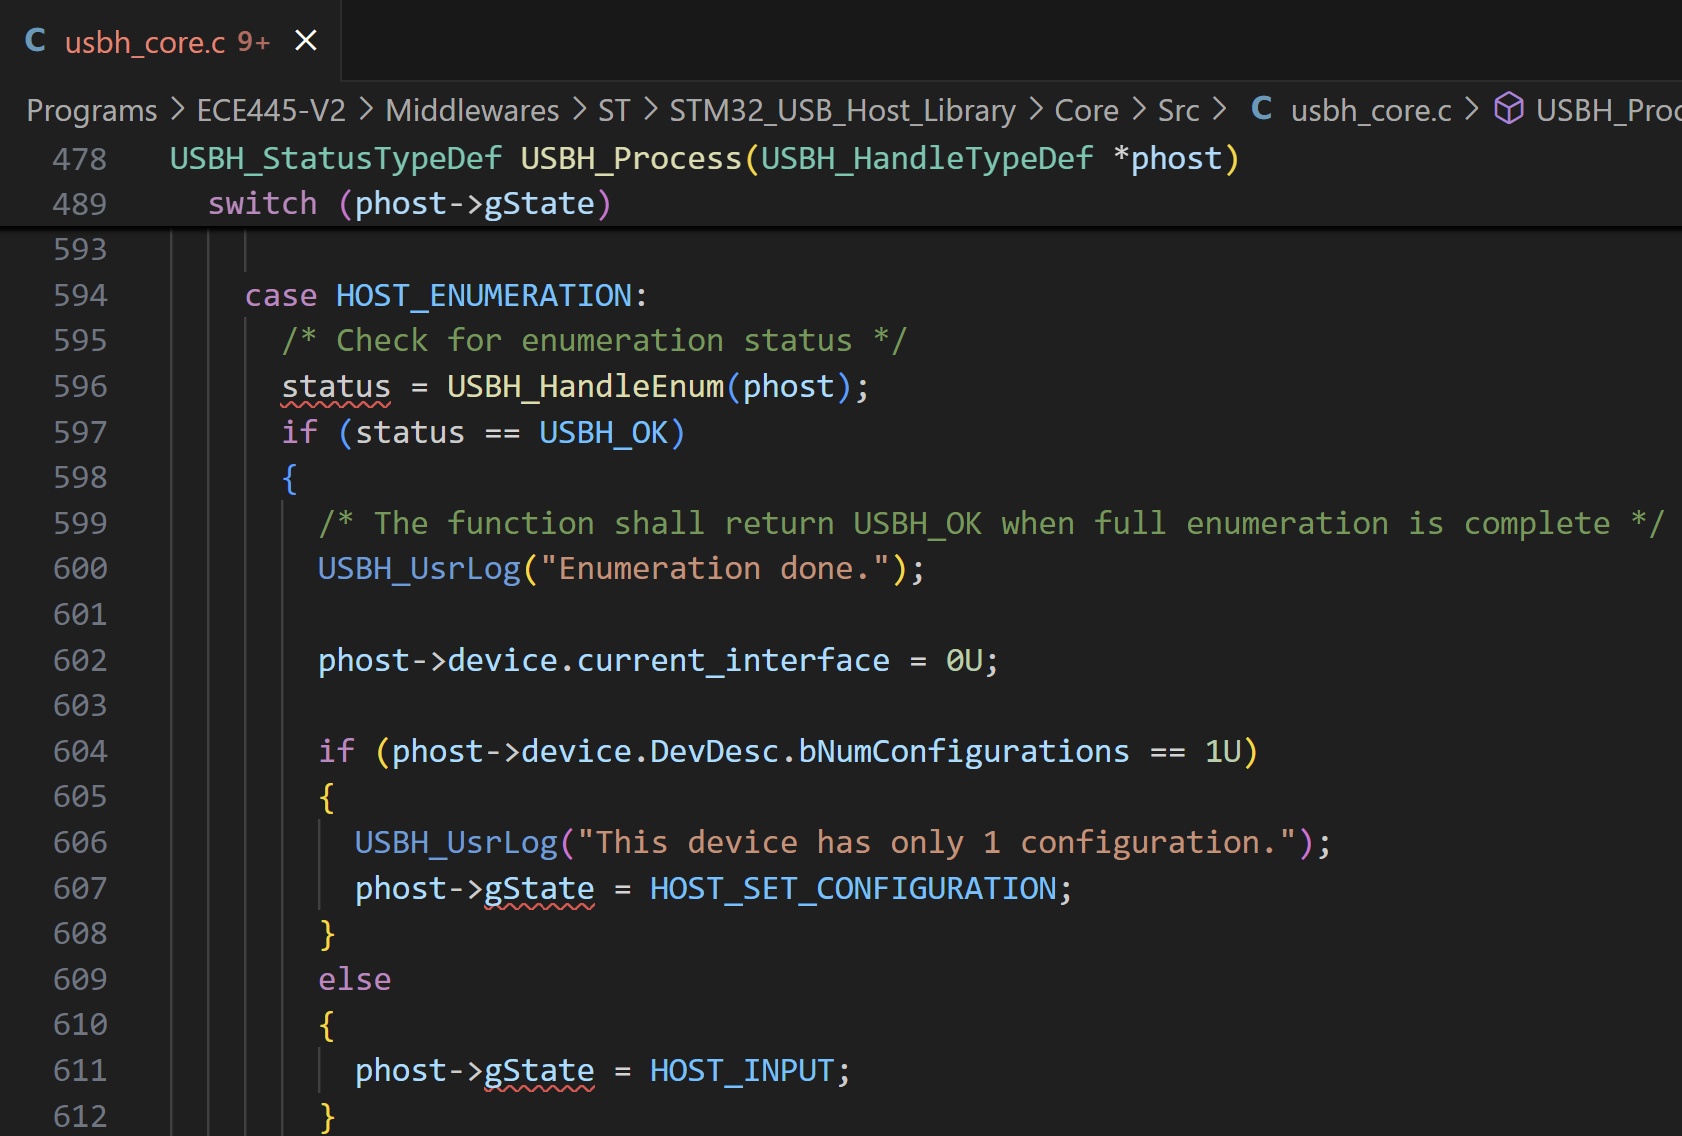 C usbh_core.c 9+ ×
Programs > ECE445-V2 > Middlewares > ST > STM32_USB_Host_Library > Core > Src > C usbh_core.c > USBH_Proc
478 USBH_StatusTypeDef USBH_Process(USBH_HandleTypeDef *phost)
489 switch (phost->gState)
593
594 case HOST_ENUMERATION:
595 /* Check for enumeration status */
596 status = USBH_HandleEnum(phost);
597 if (status == USBH_OK)
598 {
599 /* The function shall return USBH_OK when full enumeration is complete */
600 USBH_UsrLog("Enumeration done.");
601
602 phost->device.current_interface = 0U;
603
604 if (phost->device.DevDesc.bNumConfigurations == 1U)
605 {
606 USBH_UsrLog("This device has only 1 configuration.");
607 phost->gState = HOST_SET_CONFIGURATION;
608 }
609 else
610 {
611 phost->gState = HOST_INPUT;
612 }